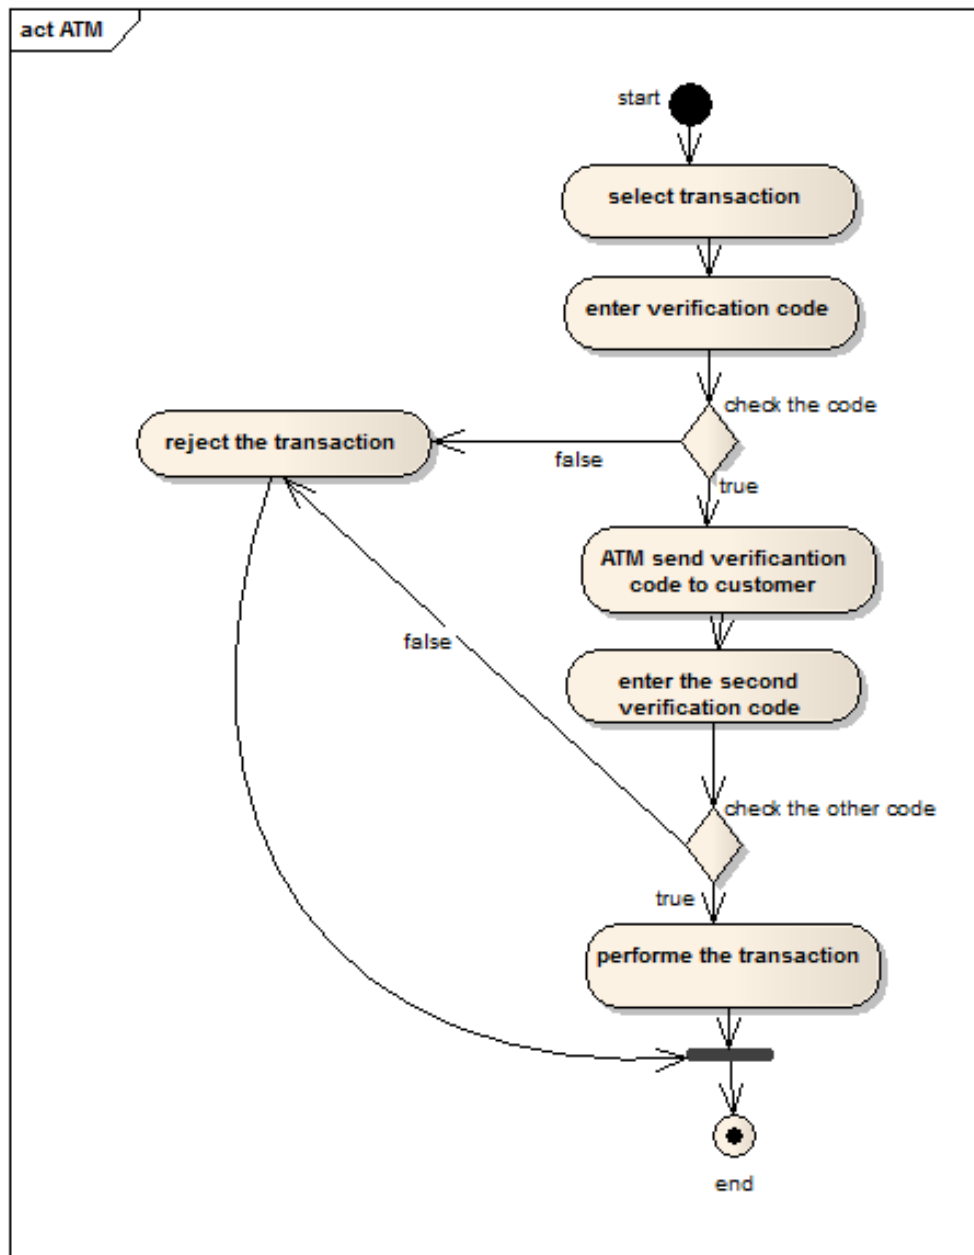 act ATM
start
select transaction
enter verification code
check the code
reject the transaction
false
true
ATM send verificantion
code to customer
false
enter the second
verification code
check the other code
true
performe the transaction
end